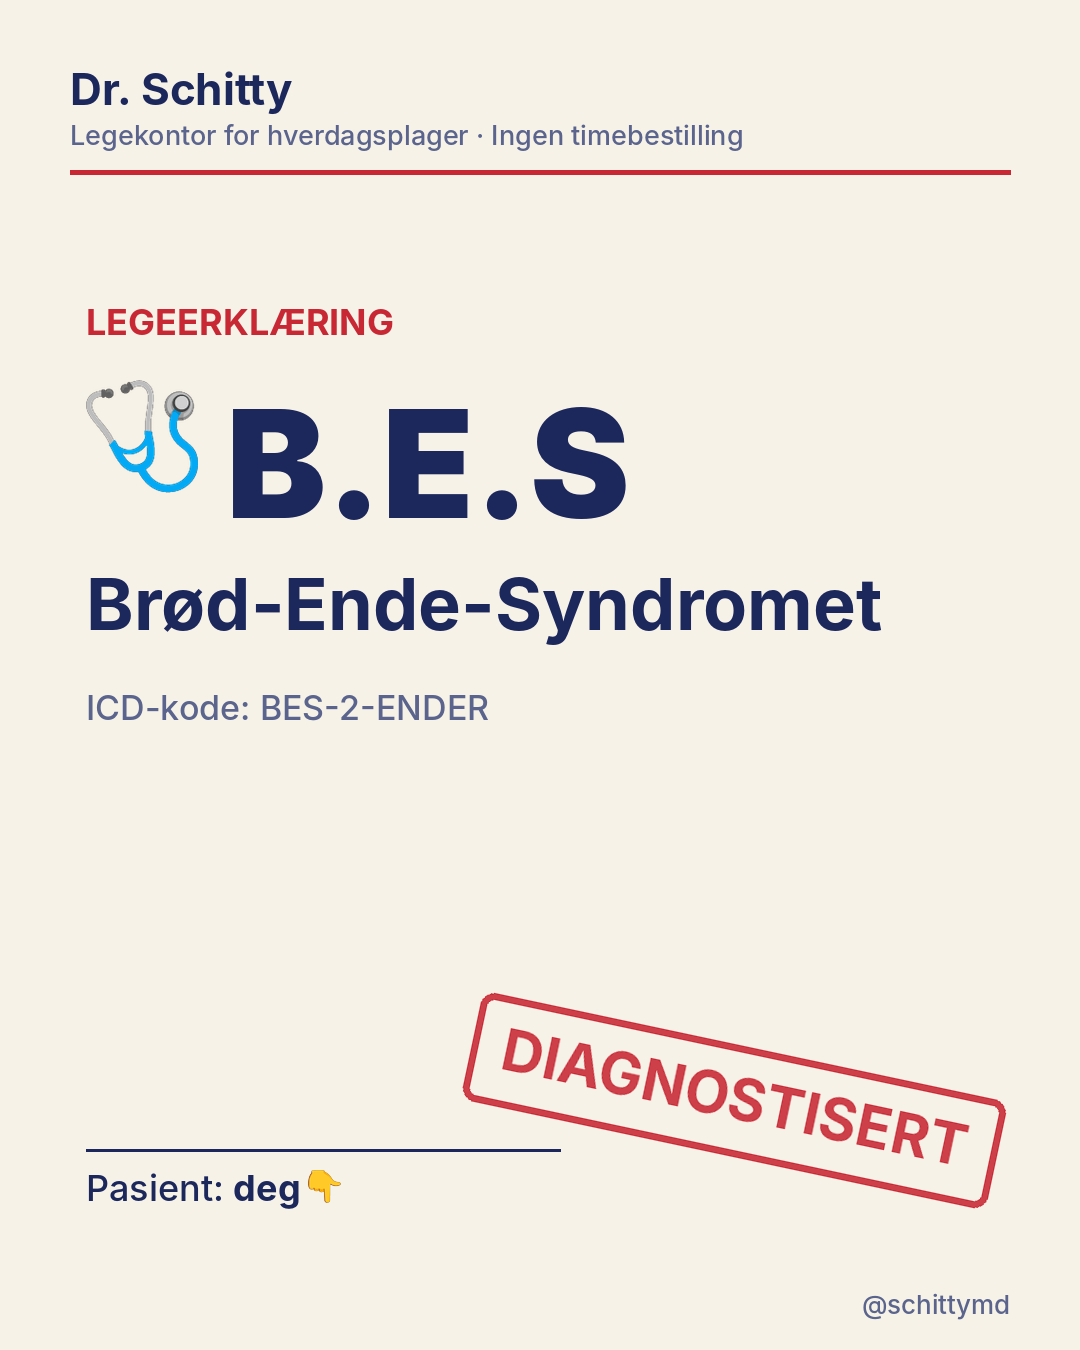 Dr. Schitty
Legekontor for hverdagsplager · Ingen timebestilling
LEGEERKLÆRING
B.E.S
Brød-Ende-Syndromet
ICD-kode: BES-2-ENDER
DIAGNOSTISERT
Pasient: deg👇
@schittymd